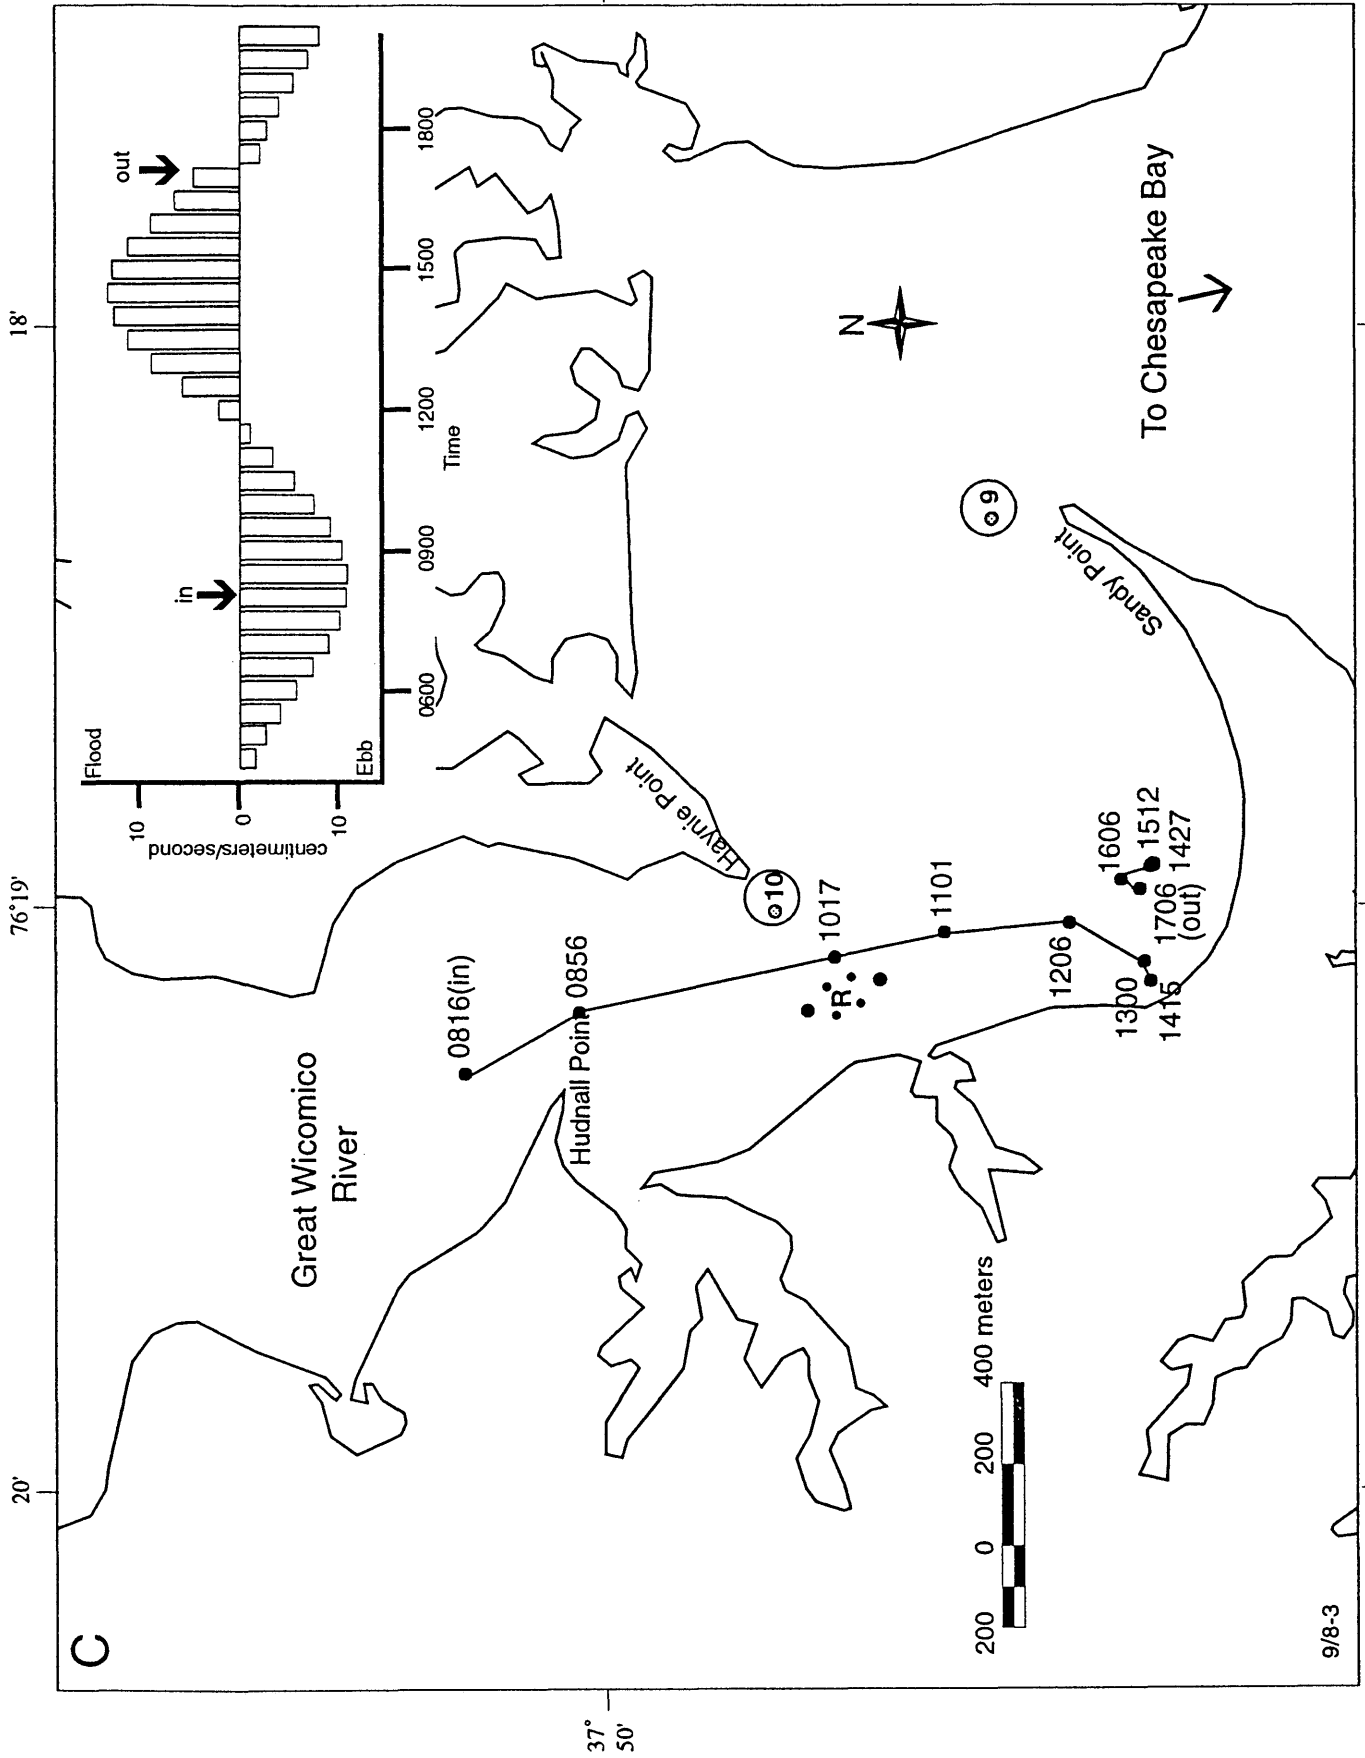 C
20'
76°19'
18'
37°
50'
Flood
Ebb
10
0
10
centimeters/second
in
out
0600
0900
1200
1500
1800
Time
Great Wicomico
River
0816(in)
0856
Hudnall Point
Haynie Point
10
1017
R
1101
1206
1300
1415
1606
1512
1427
1706
(out)
Sandy Point
9
N
To Chesapeake Bay
200
0
200
400 meters
9/8-3